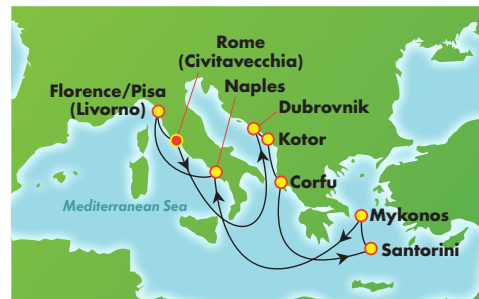 Rome
(Civitavecchia)
Florence/Pisa
(Livorno)
Naples
Dubrovnik
Kotor
Corfu
Mediterranean Sea
Mykonos
Santorini